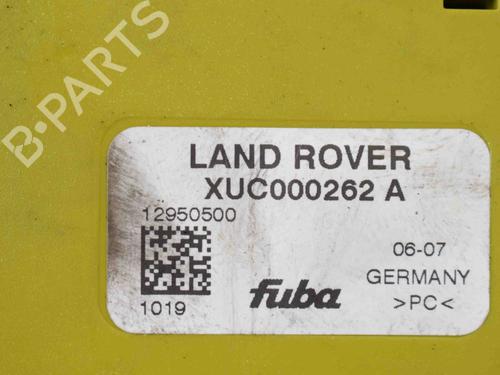 B-PARTS
LAND ROVER
XUC000262 A
12950500
06-07
GERMANY
1019
fuba
>PC<